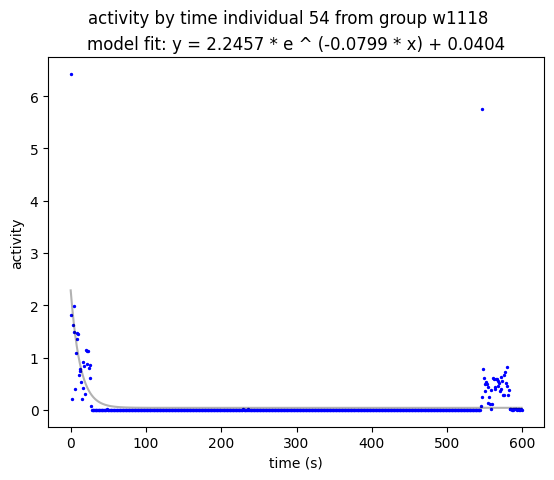 activity by time individual 54 from group w1118
model fit: y = 2.2457 * e ^ (-0.0799 * x) + 0.0404
6
5
4
3
2
1
0
activity
0 100 200 300 400 500 600
time (s)